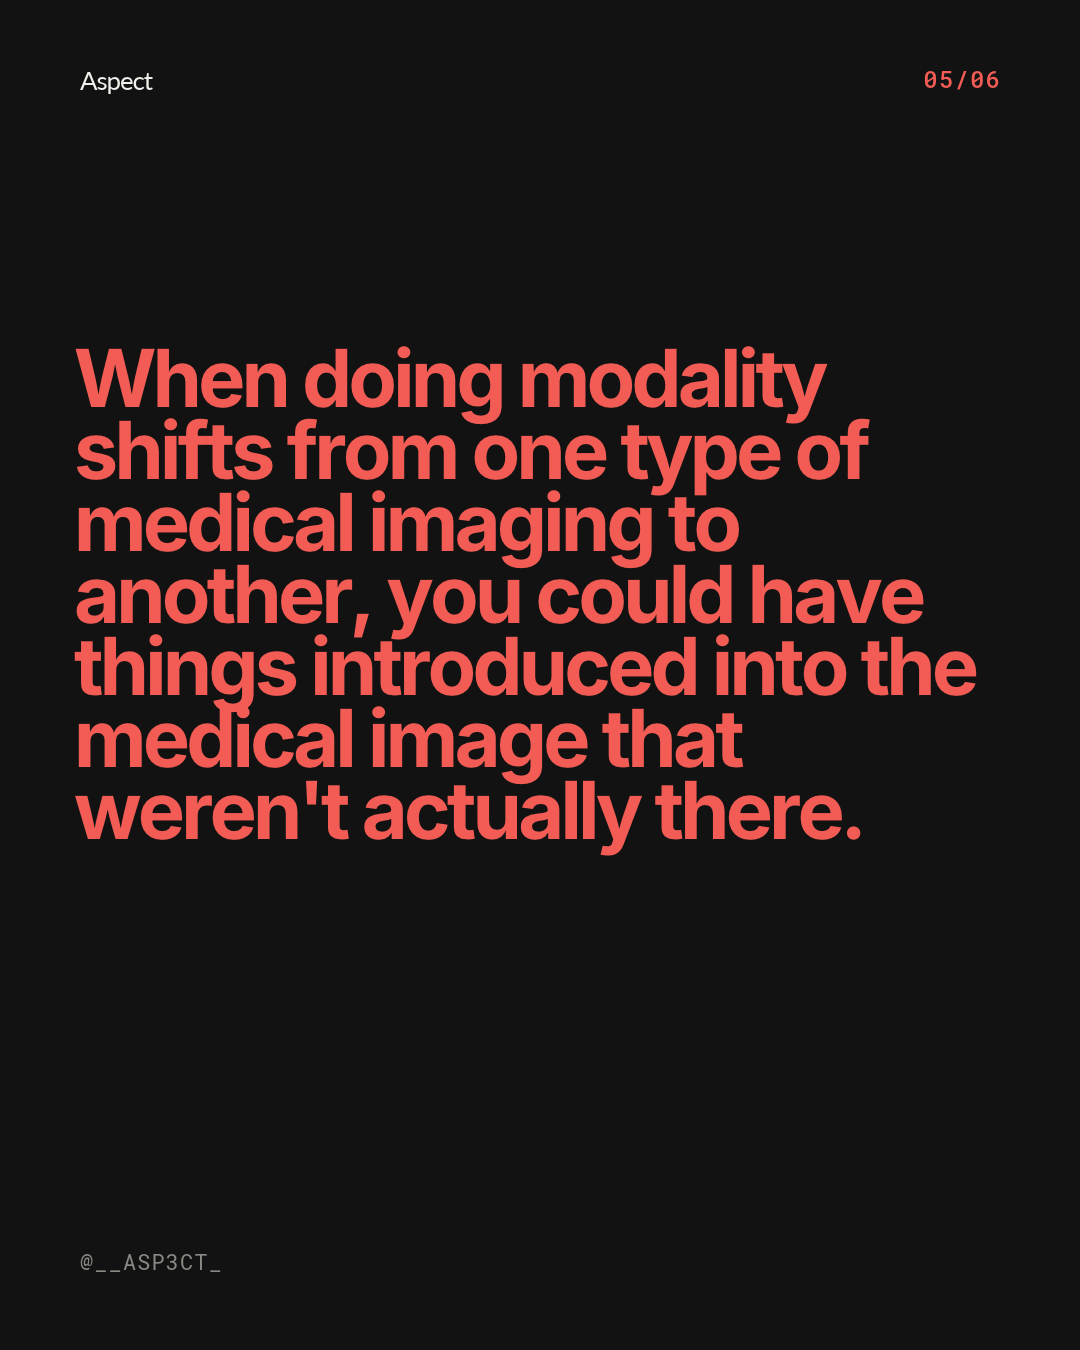 Aspect
05/06
When doing modality
shifts from one type of
medical imaging to
another, you could have
things introduced into the
medical image that
weren't actually there.
@__ASP3CT_